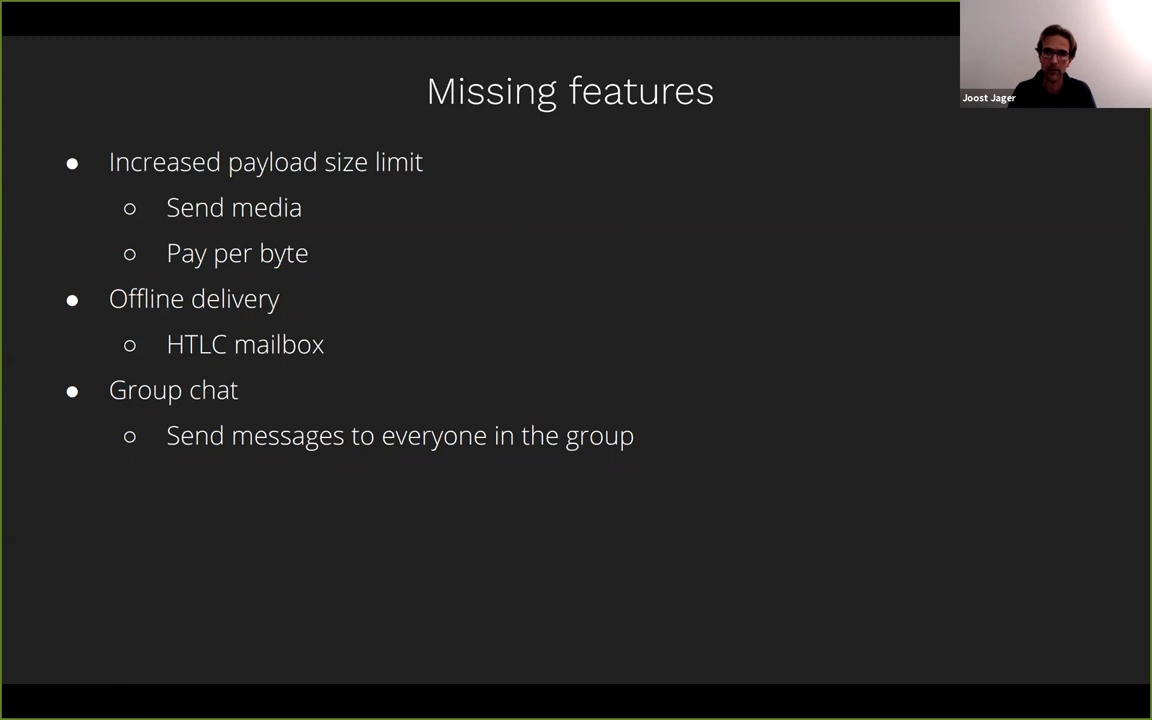 Missing features
Joost Jager
● Increased payload size limit
○ Send media
○ Pay per byte
● Offline delivery
○ HTLC mailbox
● Group chat
○ Send messages to everyone in the group